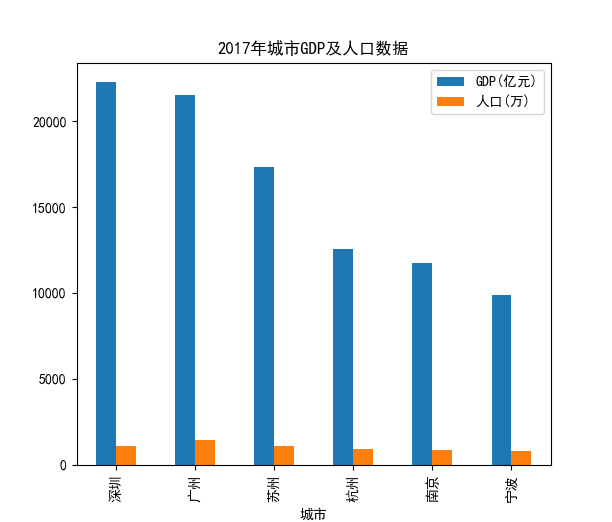 2017年城市GDP及人口数据
GDP(亿元)
人口(万)
20000
15000
10000
5000
0
深圳
广州
苏州
杭州
南京
宁波
城市